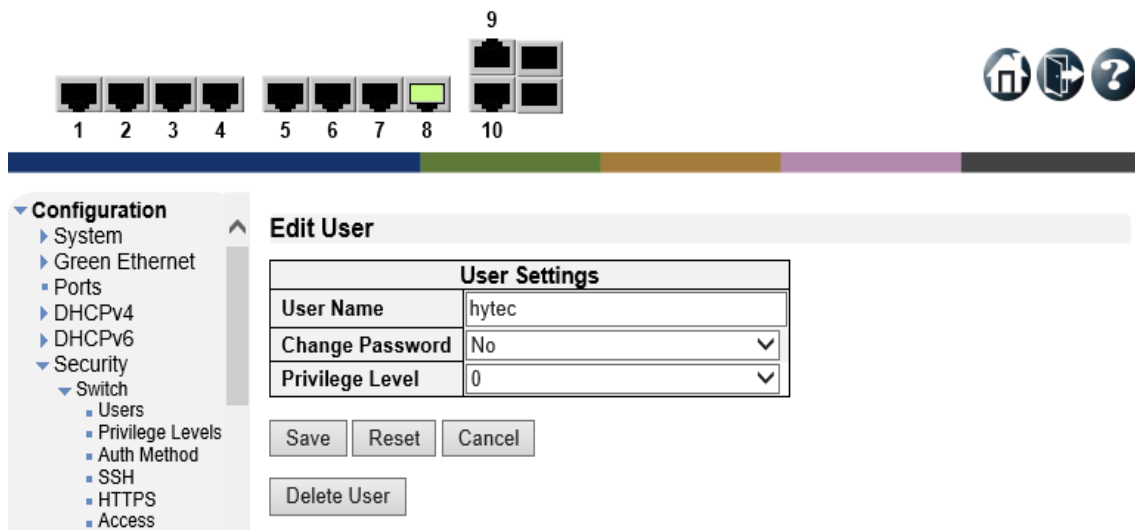 9
1 2 3 4 5 6 7 8 10
?
Configuration
System
Green Ethernet
Ports
DHCPv4
DHCPv6
Security
Switch
Users
Privilege Levels
Auth Method
SSH
HTTPS
Access
Edit User
User Settings
User Name hytec
Change Password No
Privilege Level 0
Save Reset Cancel
Delete User